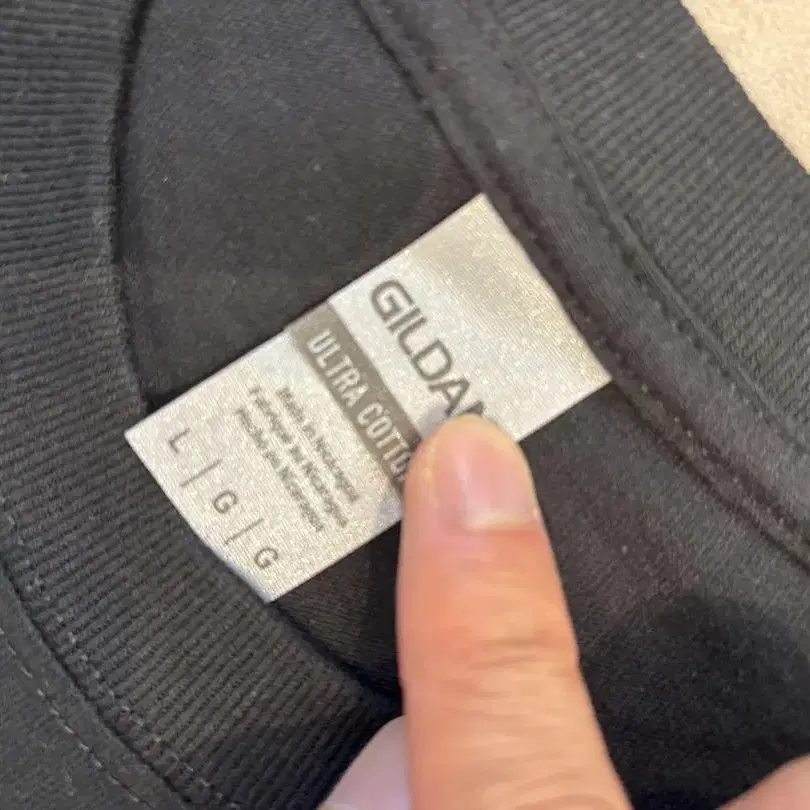 GILDAN
ULTRA COTTON
Made in Nicaragua
Fabriqué au Nicaragua
Hecho en Nicaragua
L | G | G